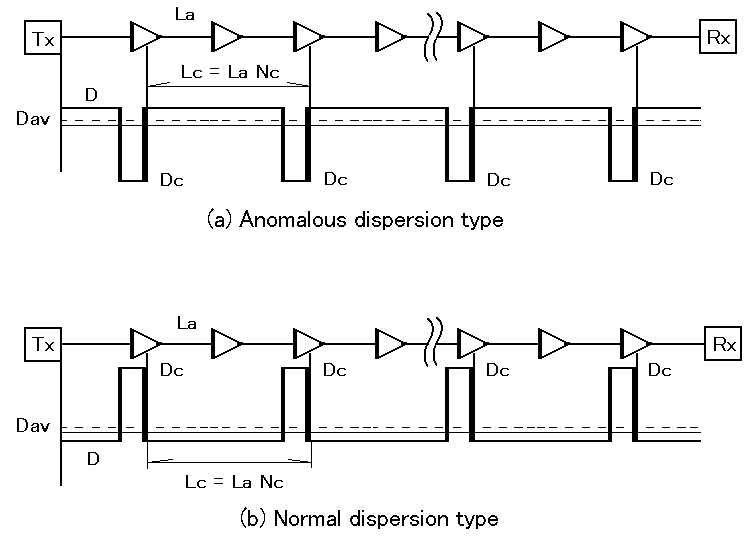 La
Tx
Rx
Lc = La Nc
D
Dav
Dc Dc Dc Dc
(a) Anomalous dispersion type
La
Tx
Rx
Dc Dc Dc Dc
Dav
D
Lc = La Nc
(b) Normal dispersion type